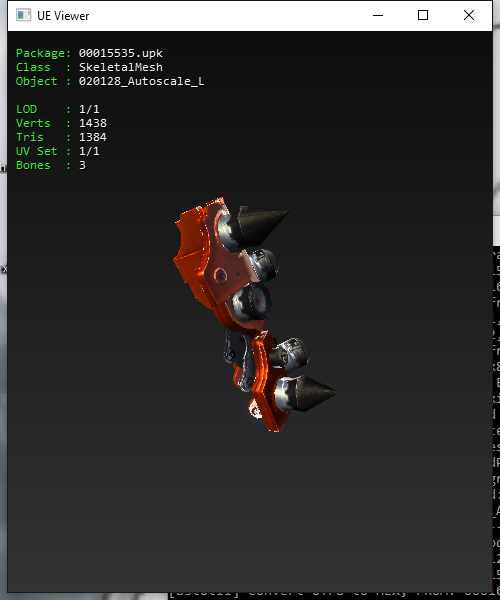 UE Viewer
Package: 00015535.upk
Class : SkeletalMesh
Object : 020128_Autoscale_L
LOD : 1/1
Verts : 1438
Tris : 1384
UV Set : 1/1
Bones : 3